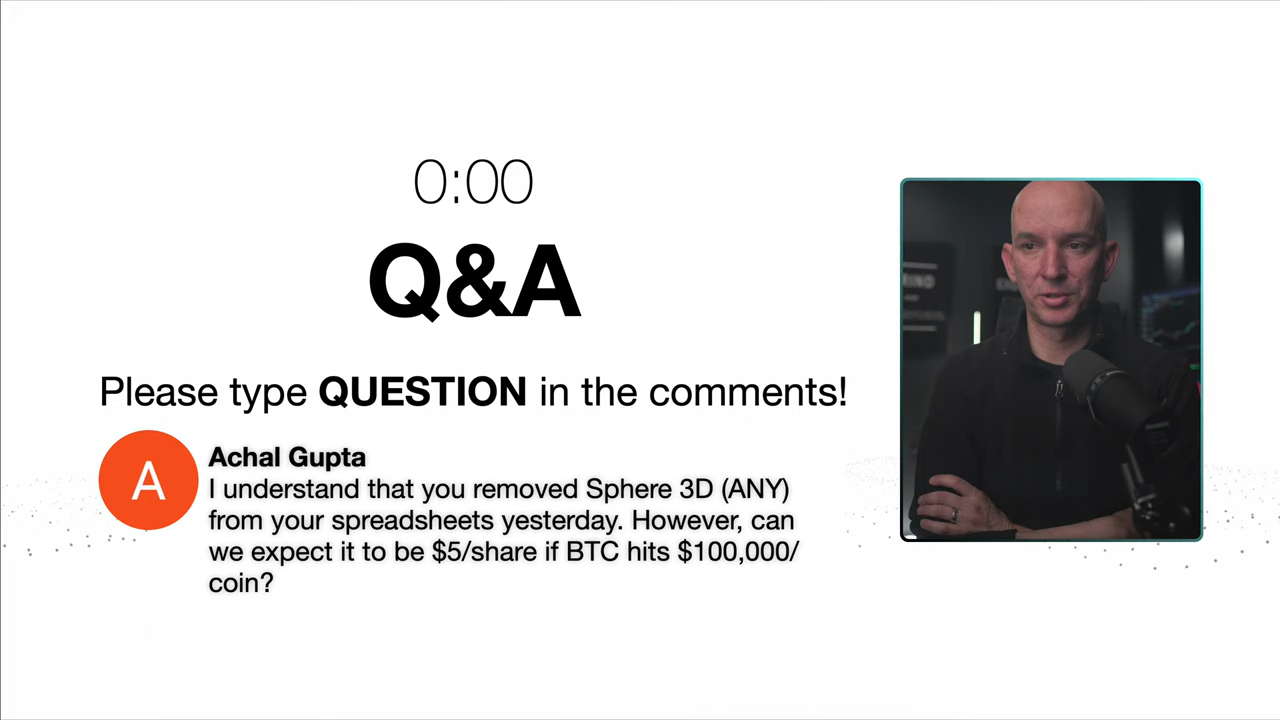 0:00
Q&A
Please type QUESTION in the comments!
A
Achal Gupta
I understand that you removed Sphere 3D (ANY)
from your spreadsheets yesterday. However, can
we expect it to be $5/share if BTC hits $100,000/
coin?